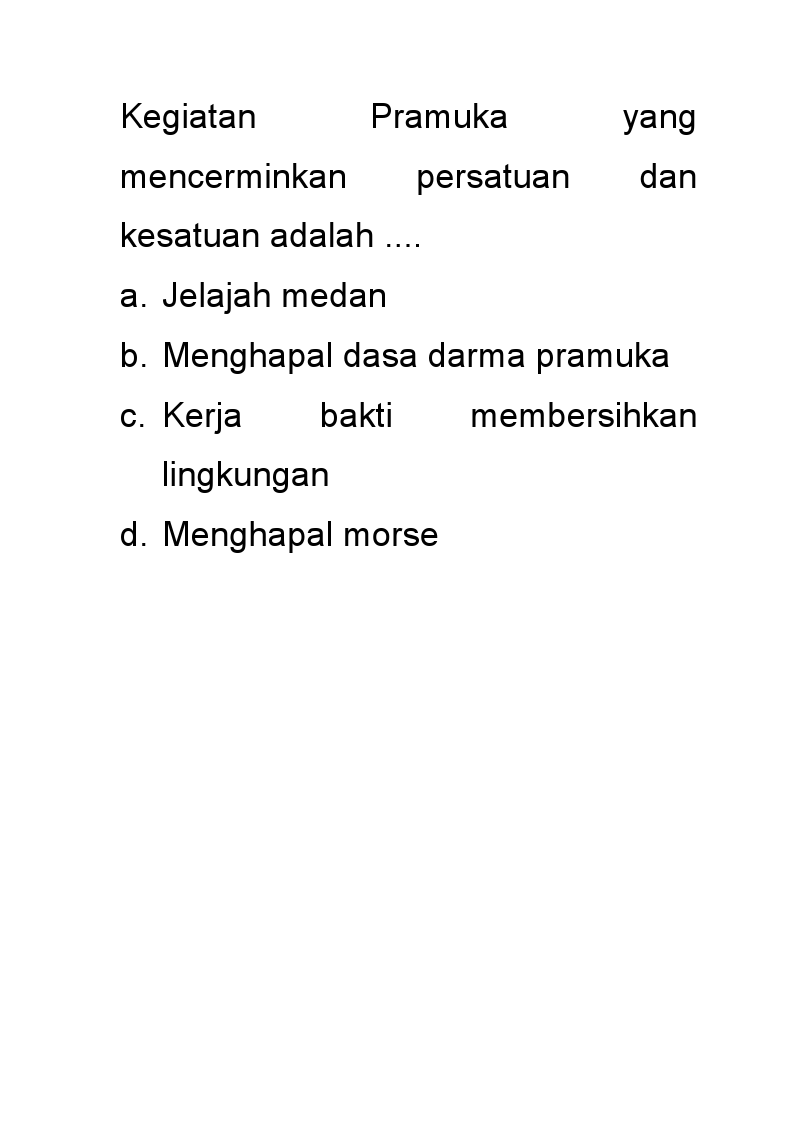 Kegiatan Pramuka yang
mencerminkan persatuan dan
kesatuan adalah ....
a. Jelajah medan
b. Menghapal dasa darma pramuka
c. Kerja bakti membersihkan
lingkungan
d. Menghapal morse